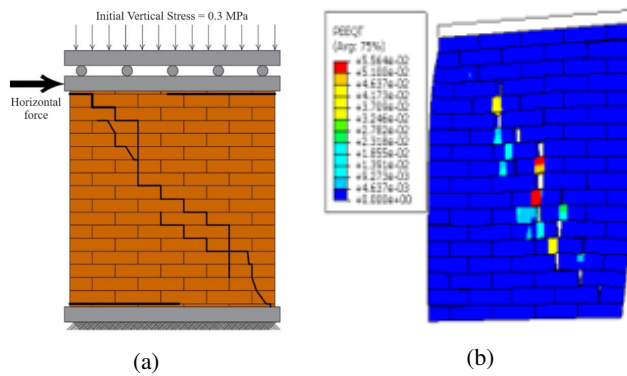 Initial Vertical Stress = 0.3 MPa
Horizontal
force
(a)
PEEQT
(Avg: 75%)
+5.564e-02
+5.100e-02
+4.637e-02
+4.173e-02
+3.709e-02
+3.246e-02
+2.782e-02
+2.318e-02
+1.855e-02
+1.391e-02
+9.273e-03
+4.637e-03
+0.000e+00
(b)